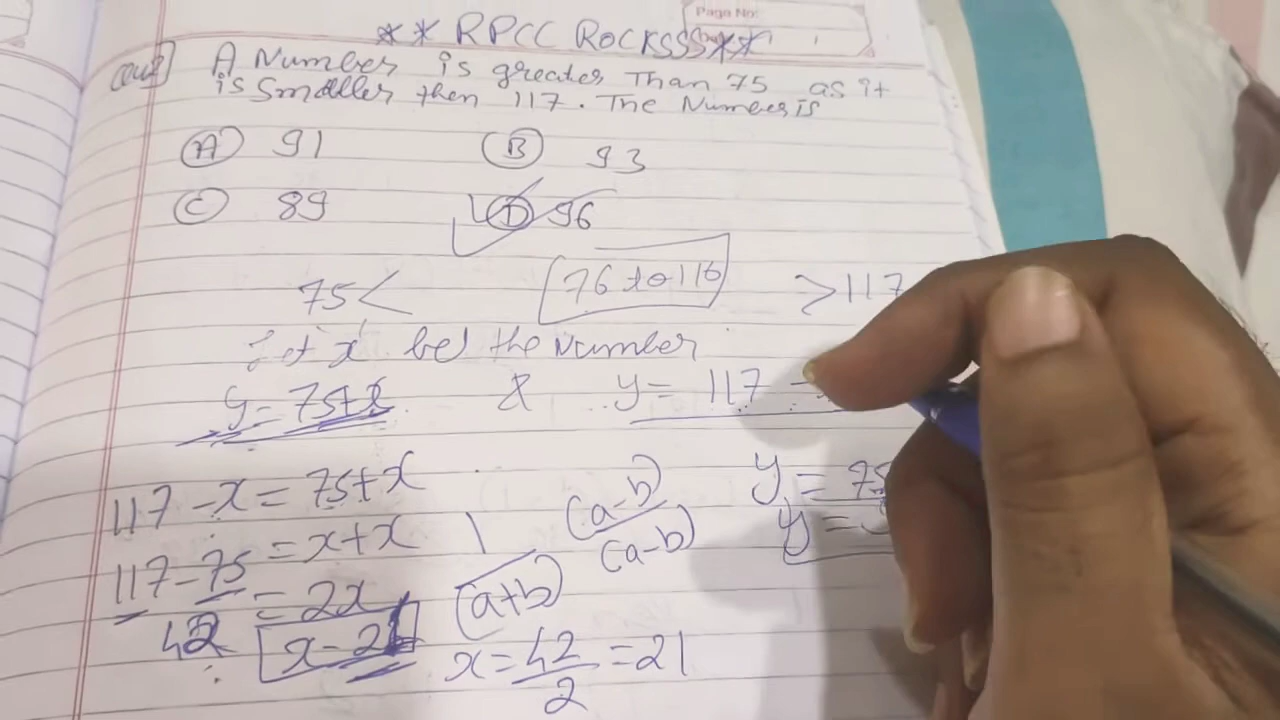 Page No:
** RPCC ROCKSSS**
Que] A Number is greater Than 75 as it
is Smaller then 117. The Number is
(A) 91 (B) 93
(C) 89 (D) 96
75< 76 to 116 >117
Let x be the Number
y = 75+x & y = 117 -
117 - x = 75+x
117 - 75 = x+x
42 = 2x
x - 21
(a-b)
(a-b)
(a+b)
x = 42/2 = 21
y = 75
y =